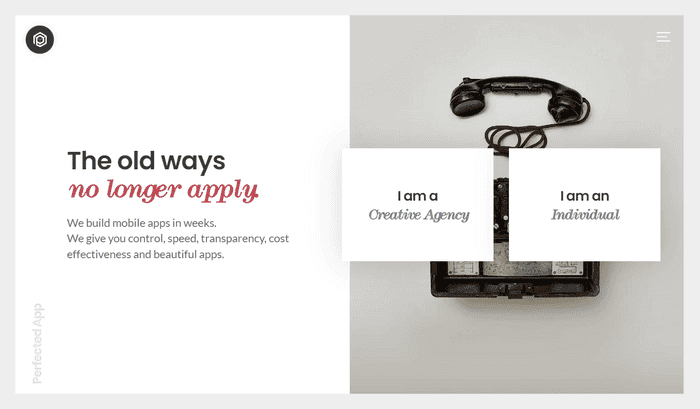 The old ways
no longer apply.
We build mobile apps in weeks.
We give you control, speed, transparency, cost
effectiveness and beautiful apps.
I am a
Creative Agency
I am an
Individual
Perfected App